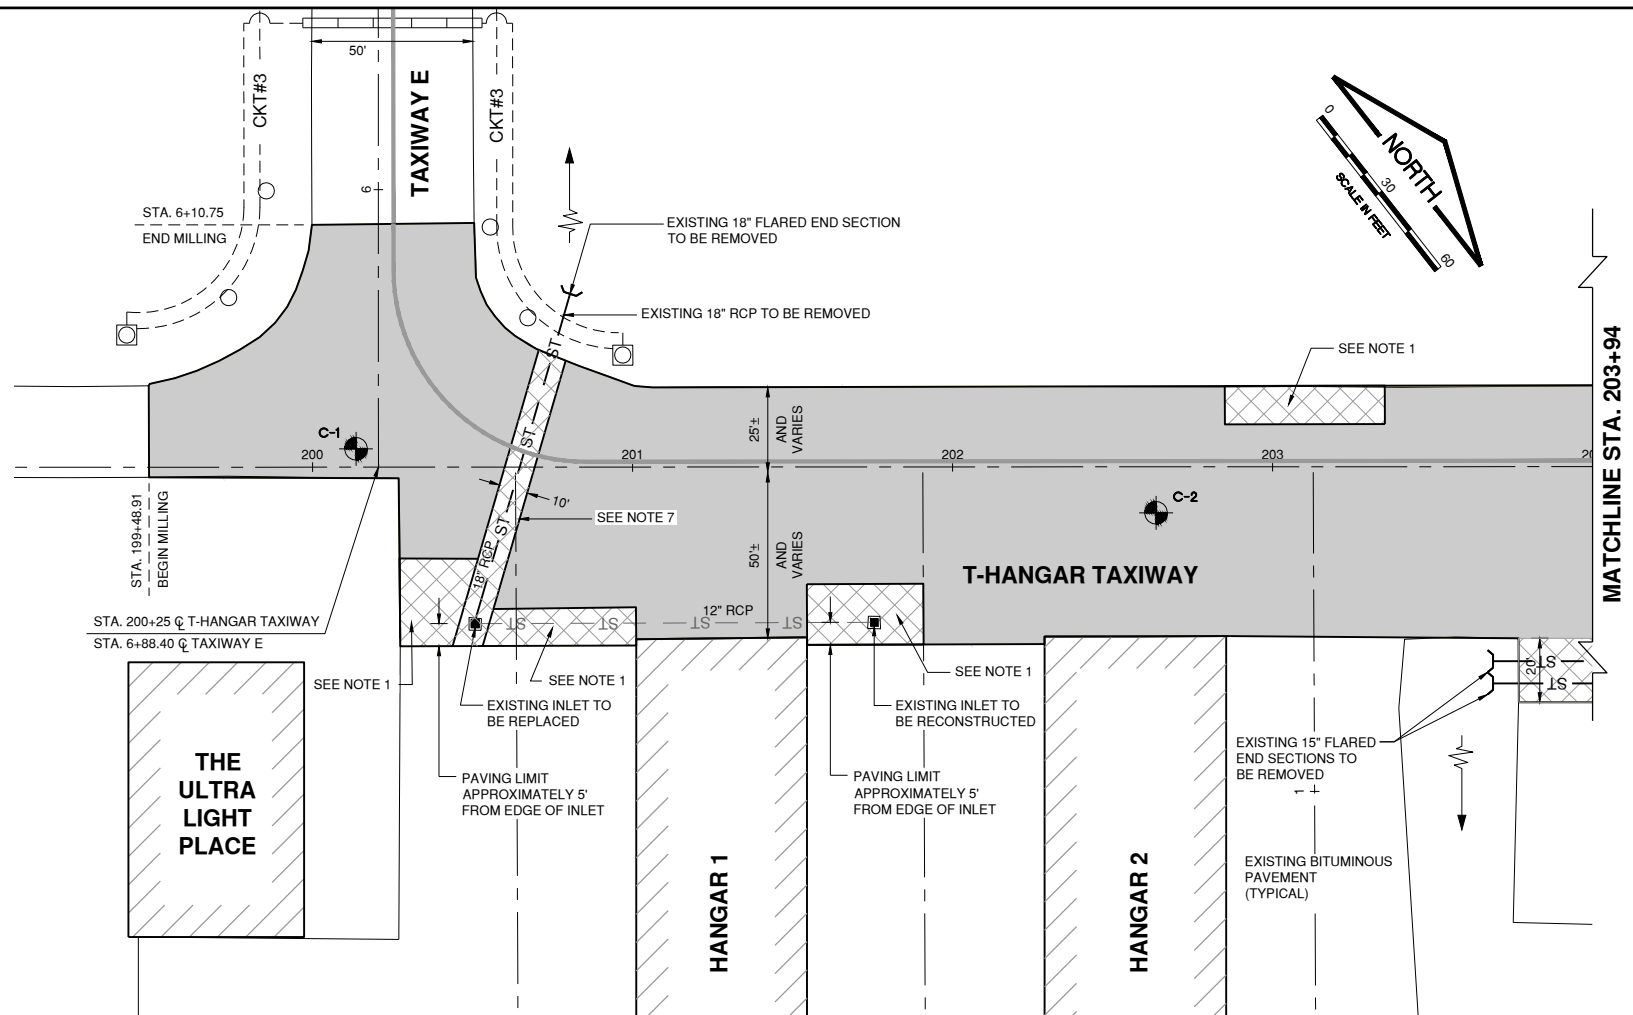 50'
CKT#3
TAXIWAY E
CKT#3
6
STA. 6+10.75
END MILLING
EXISTING 18" FLARED END SECTION
TO BE REMOVED
EXISTING 18" RCP TO BE REMOVED
0
30
60
SCALE IN FEET
NORTH
SEE NOTE 1
MATCHLINE STA. 203+94
25'±
AND
VARIES
C-1
200
201
202
203
20
ST
ST
ST
10'
SEE NOTE 7
18" RCP
C-2
50'±
AND
VARIES
T-HANGAR TAXIWAY
STA. 199+48.91
BEGIN MILLING
STA. 200+25 ℄ T-HANGAR TAXIWAY
STA. 6+88.40 ℄ TAXIWAY E
12" RCP
ST
ST
ST
ST
SEE NOTE 1
SEE NOTE 1
SEE NOTE 1
EXISTING INLET TO
BE REPLACED
EXISTING INLET TO
BE RECONSTRUCTED
20'
ST
ST
EXISTING 15" FLARED
END SECTIONS TO
BE REMOVED
PAVING LIMIT
APPROXIMATELY 5'
FROM EDGE OF INLET
PAVING LIMIT
APPROXIMATELY 5'
FROM EDGE OF INLET
1
THE
ULTRA
LIGHT
PLACE
HANGAR 1
HANGAR 2
EXISTING BITUMINOUS
PAVEMENT
(TYPICAL)